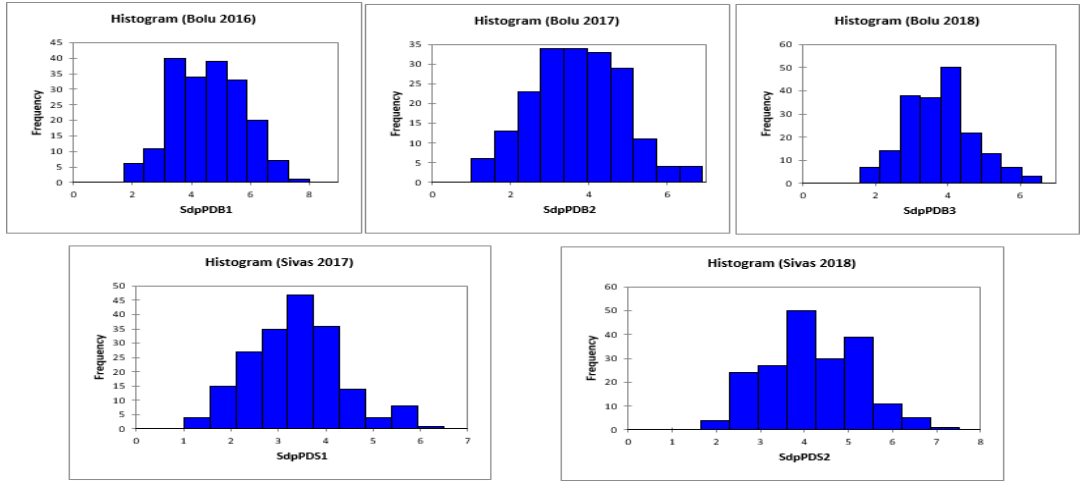 Histogram (Bolu 2016)
45
40
35
30
25
20
15
10
5
0
Frequency
0 2 4 6 8
SdpPDB1
Histogram (Bolu 2017)
35
30
25
20
15
10
5
0
Frequency
0 2 4 6
SdpPDB2
Histogram (Bolu 2018)
60
50
40
30
20
10
0
Frequency
0 2 4 6
SdpPDB3
Histogram (Sivas 2017)
50
45
40
35
30
25
20
15
10
5
0
Frequency
0 1 2 3 4 5 6 7
SdpPDS1
Histogram (Sivas 2018)
60
50
40
30
20
10
0
Frequency
0 1 2 3 4 5 6 7 8
SdpPDS2